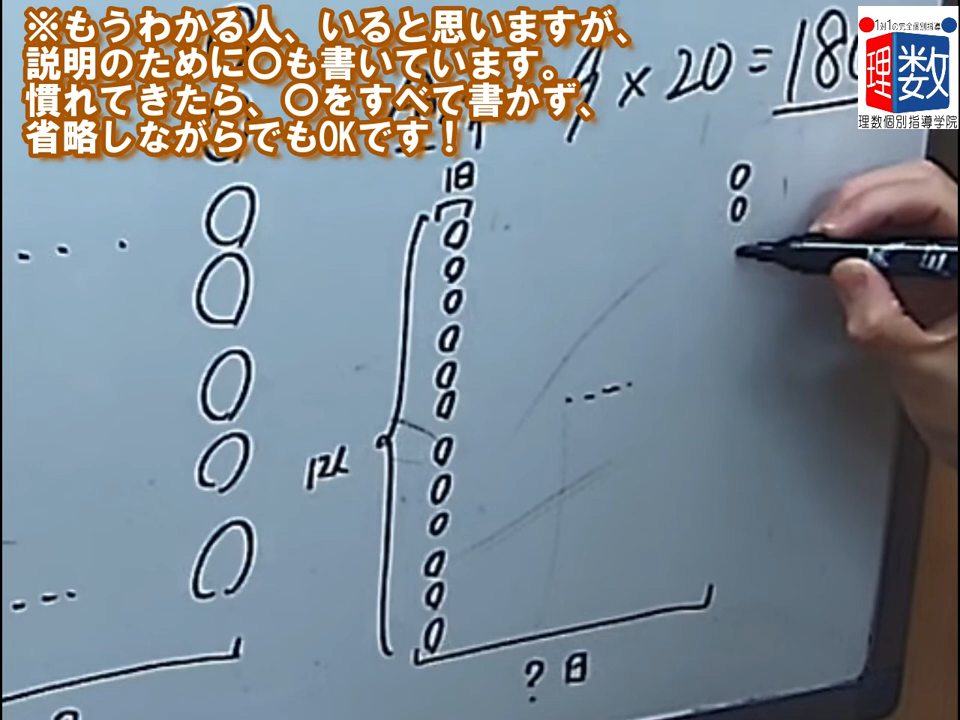 ※もうわかる人、いると思いますが、
説明のために〇も書いています。
慣れてきたら、〇をすべて書かず、
省略しながらでもOKです！
1対1の完全個別指導
理数
理数個別指導学院
9×20=180
1日
12人
?日